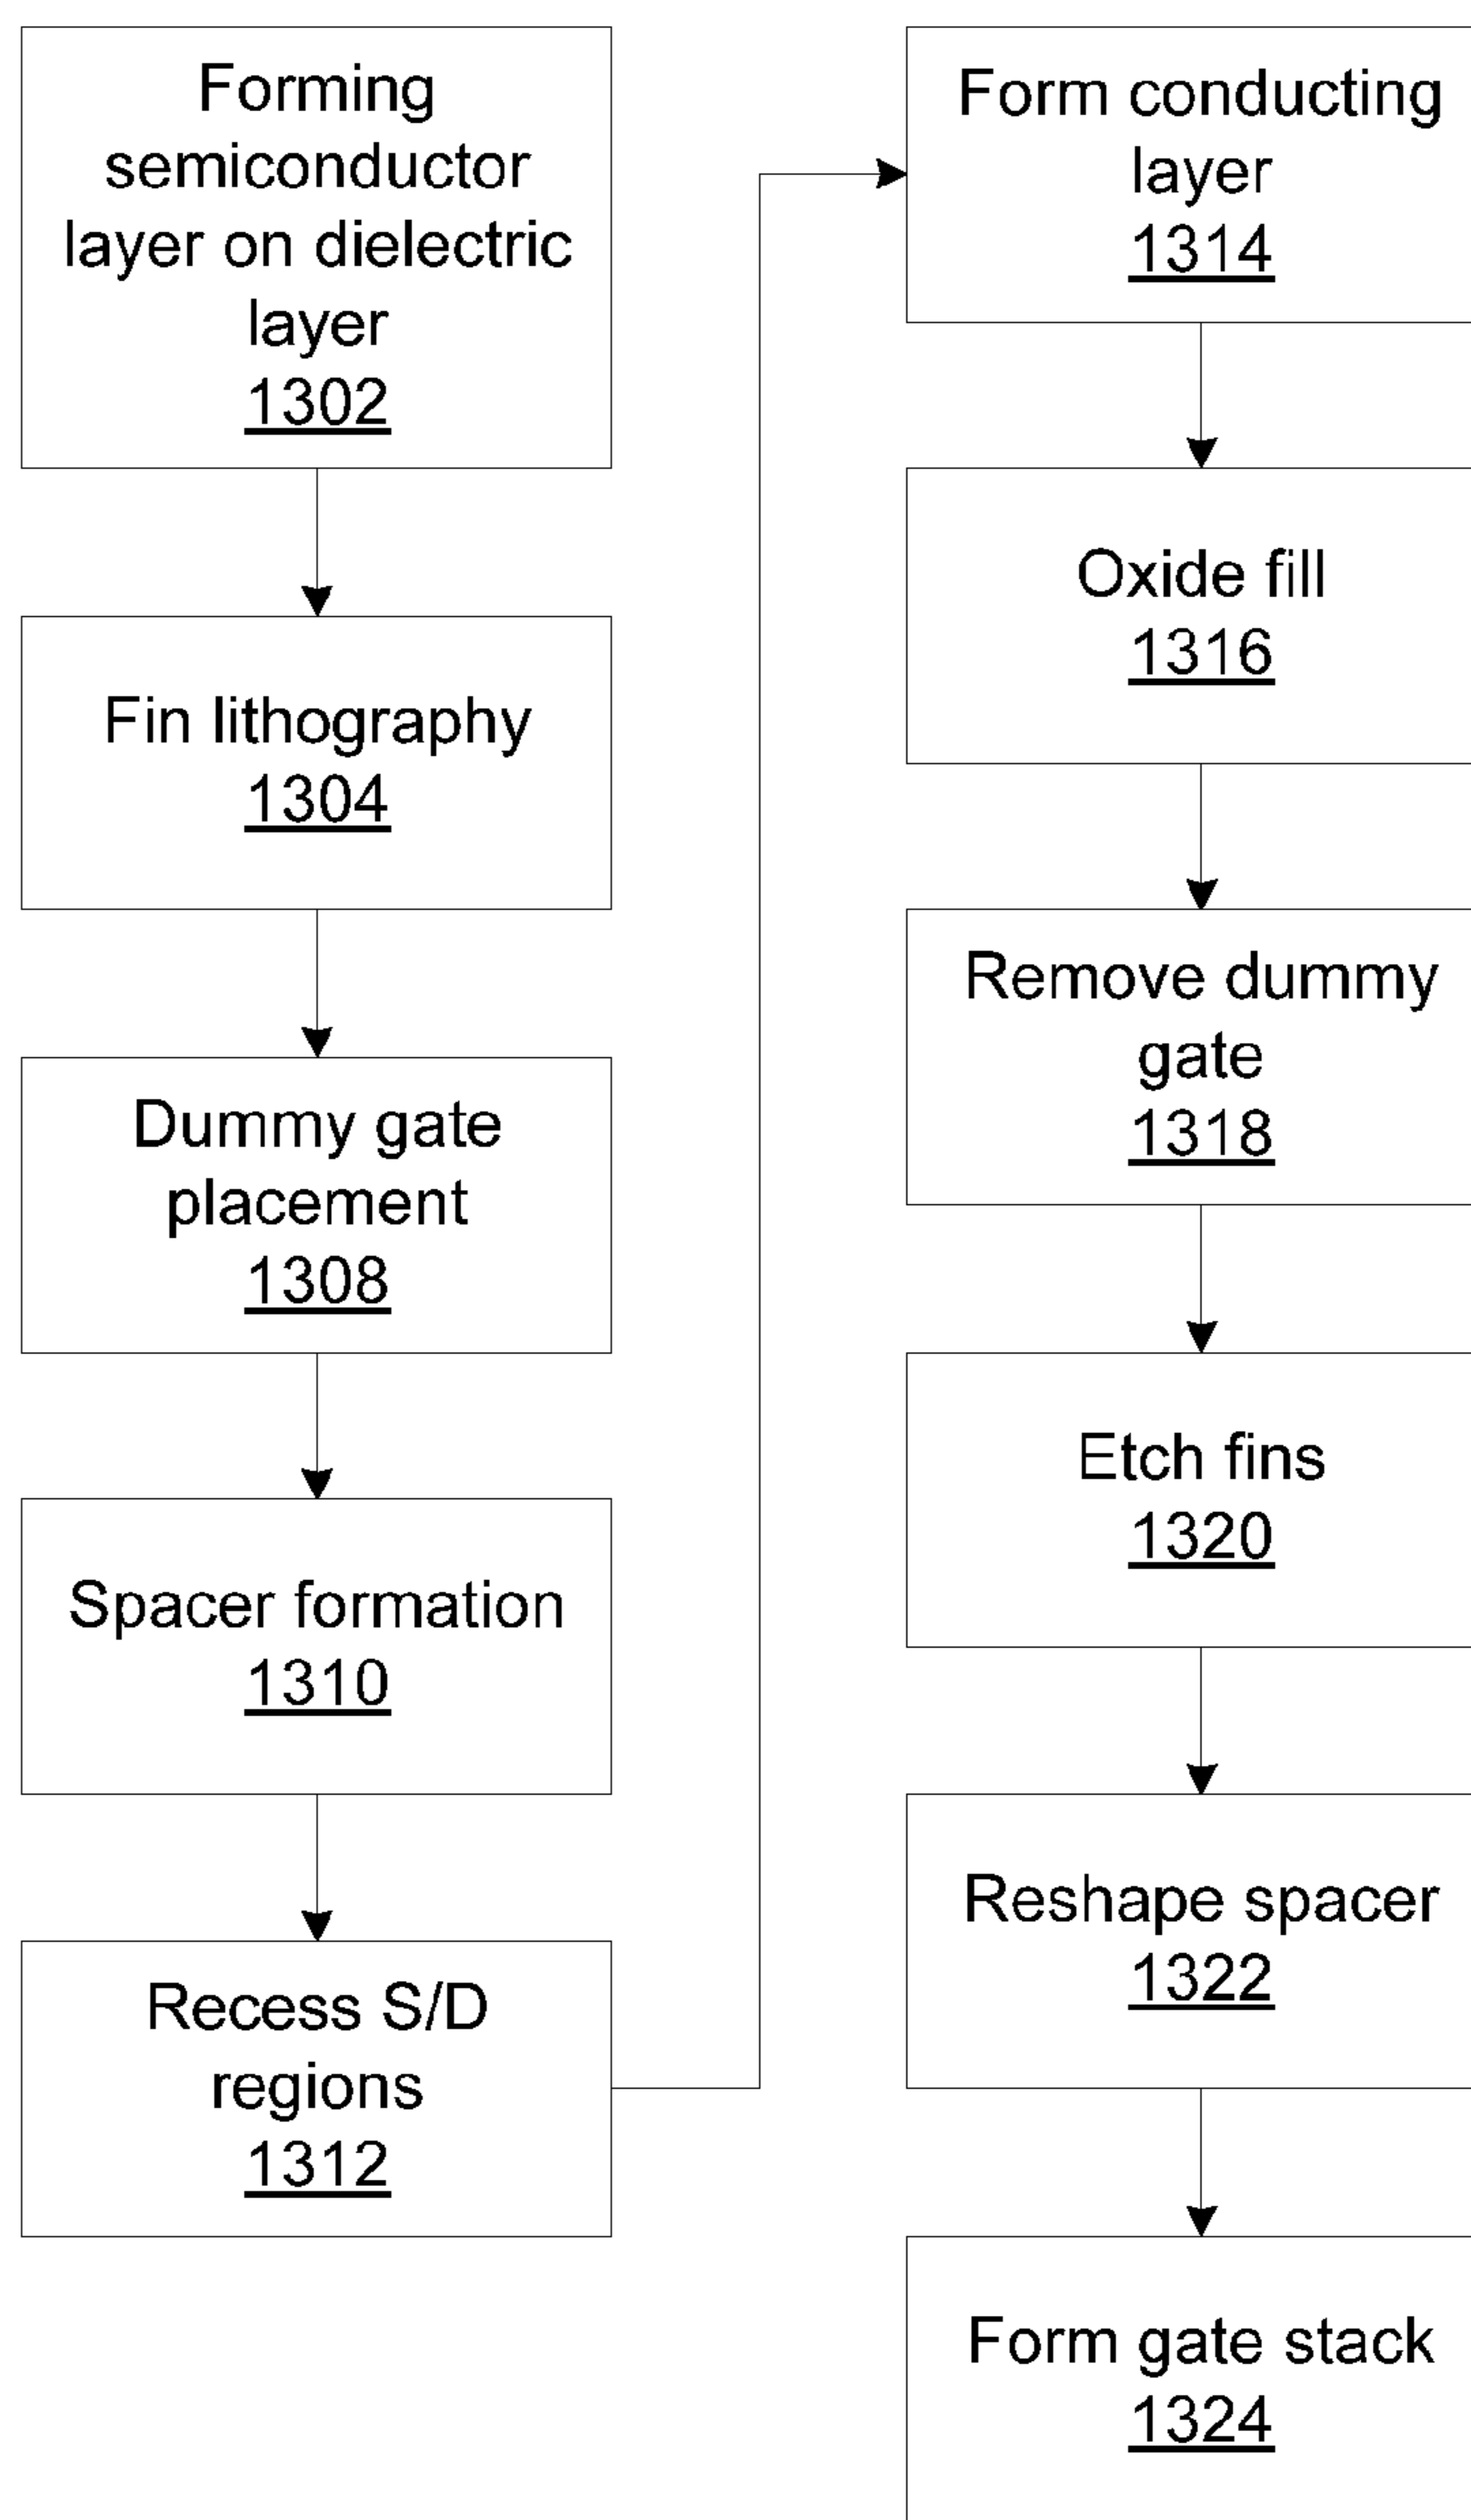 Forming
semiconductor
layer on dielectric
layer
1302
Fin lithography
1304
Dummy gate
placement
1308
Spacer formation
1310
Recess S/D
regions
1312
Form conducting
layer
1314
Oxide fill
1316
Remove dummy
gate
1318
Etch fins
1320
Reshape spacer
1322
Form gate stack
1324